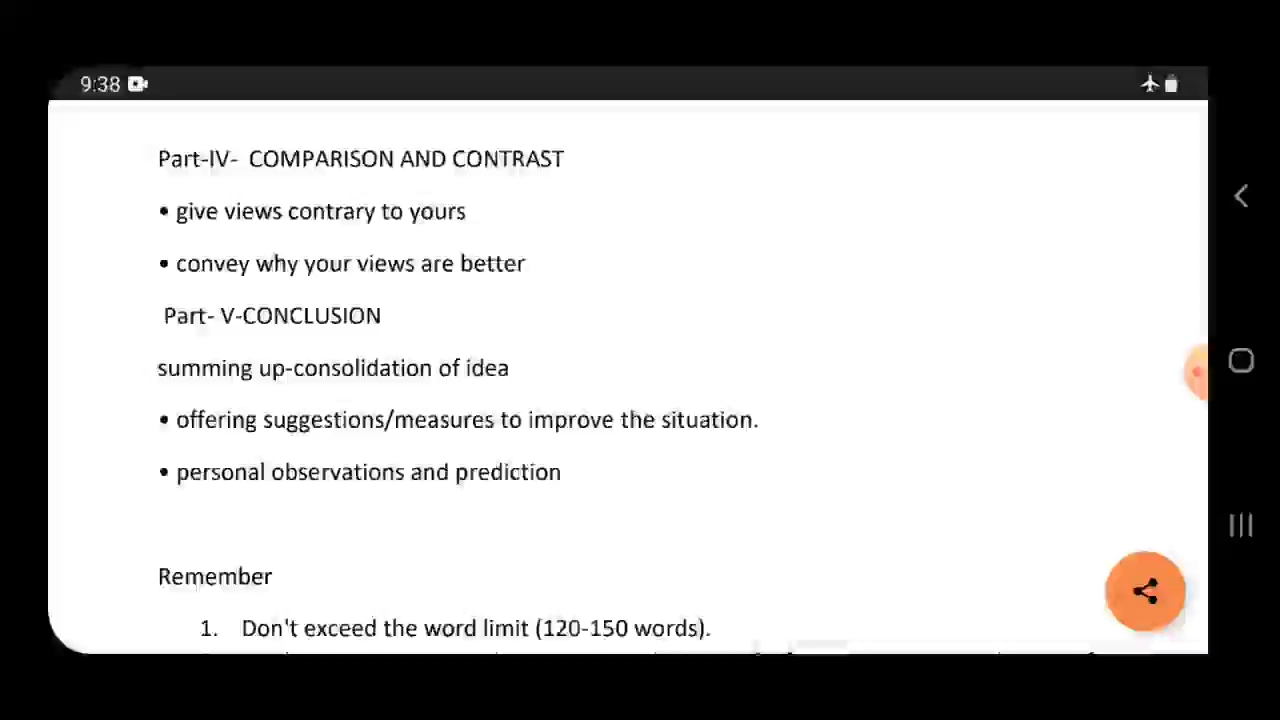 9:38
Part-IV- COMPARISON AND CONTRAST
• give views contrary to yours
• convey why your views are better
Part- V-CONCLUSION
summing up-consolidation of idea
• offering suggestions/measures to improve the situation.
• personal observations and prediction
Remember
1. Don't exceed the word limit (120-150 words).